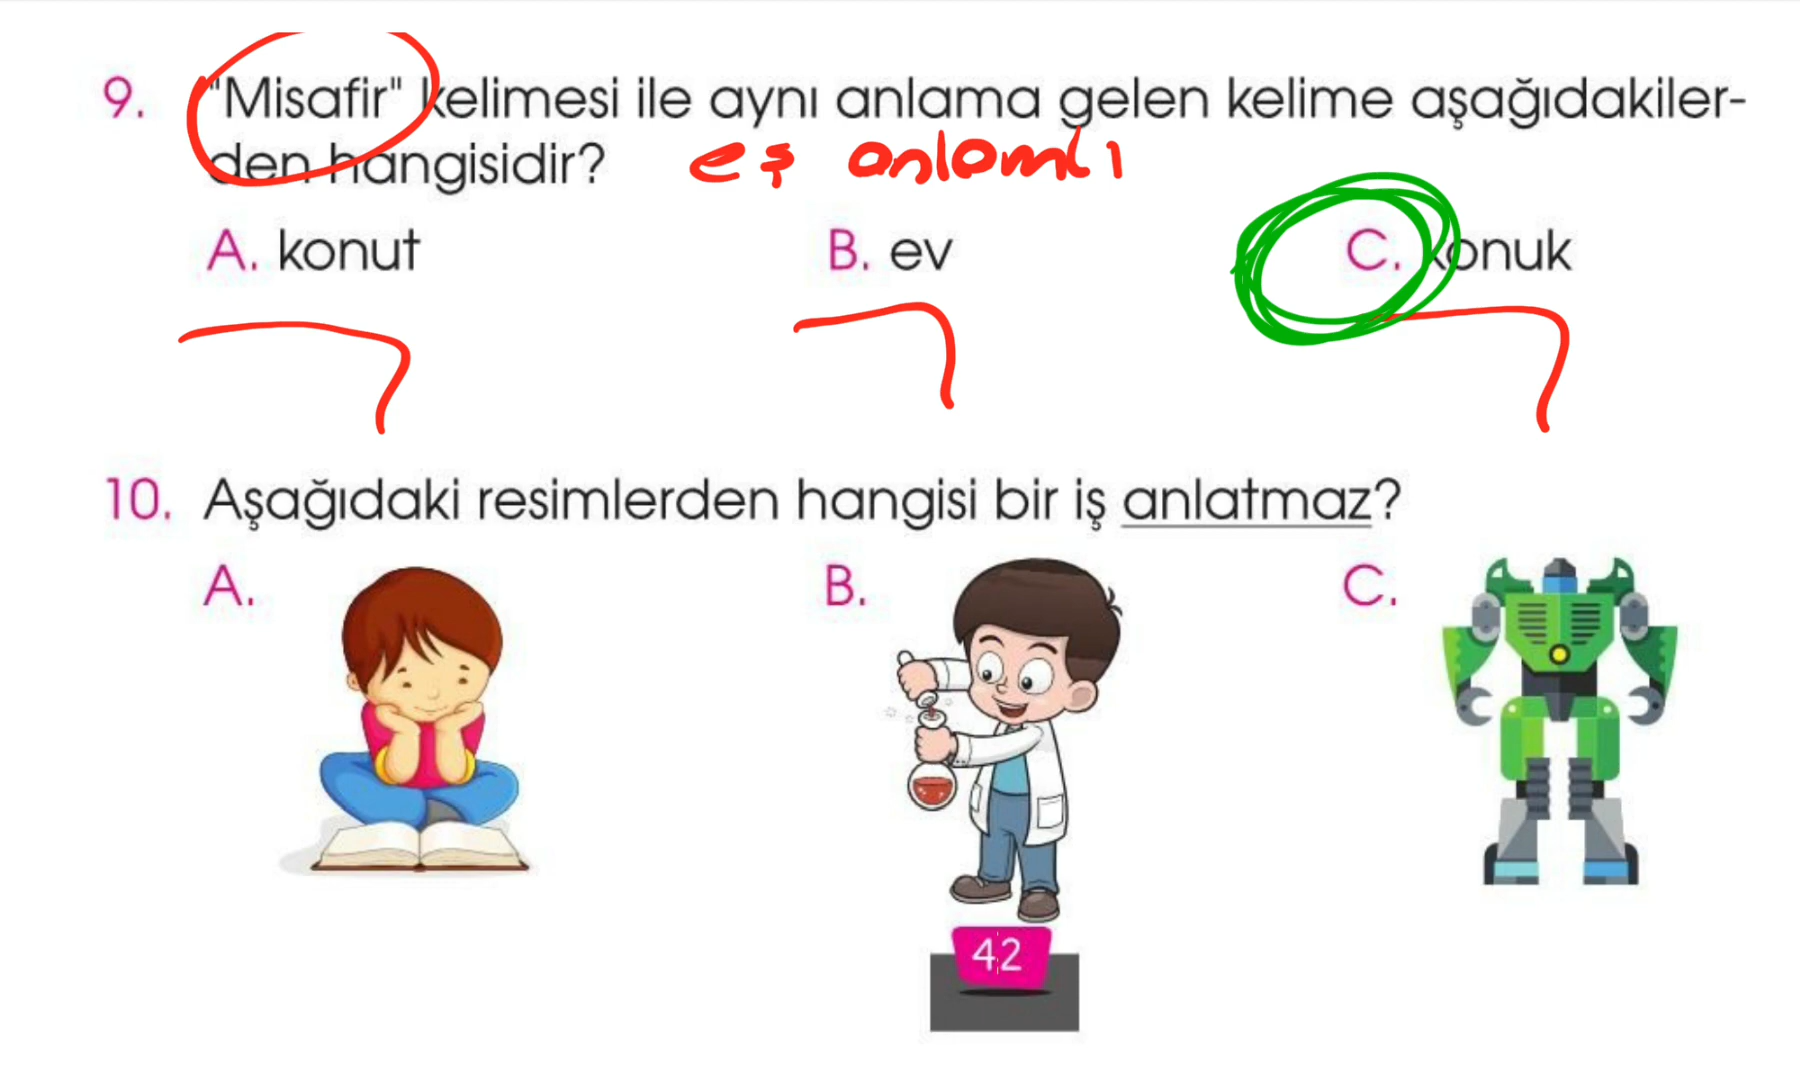 9. "Misafir" kelimesi ile aynı anlama gelen kelime aşağıdakiler-
den hangisidir?
eş anlamlı
A. konut
B. ev
C. konuk
10. Aşağıdaki resimlerden hangisi bir iş anlatmaz?
A.
B.
C.
42